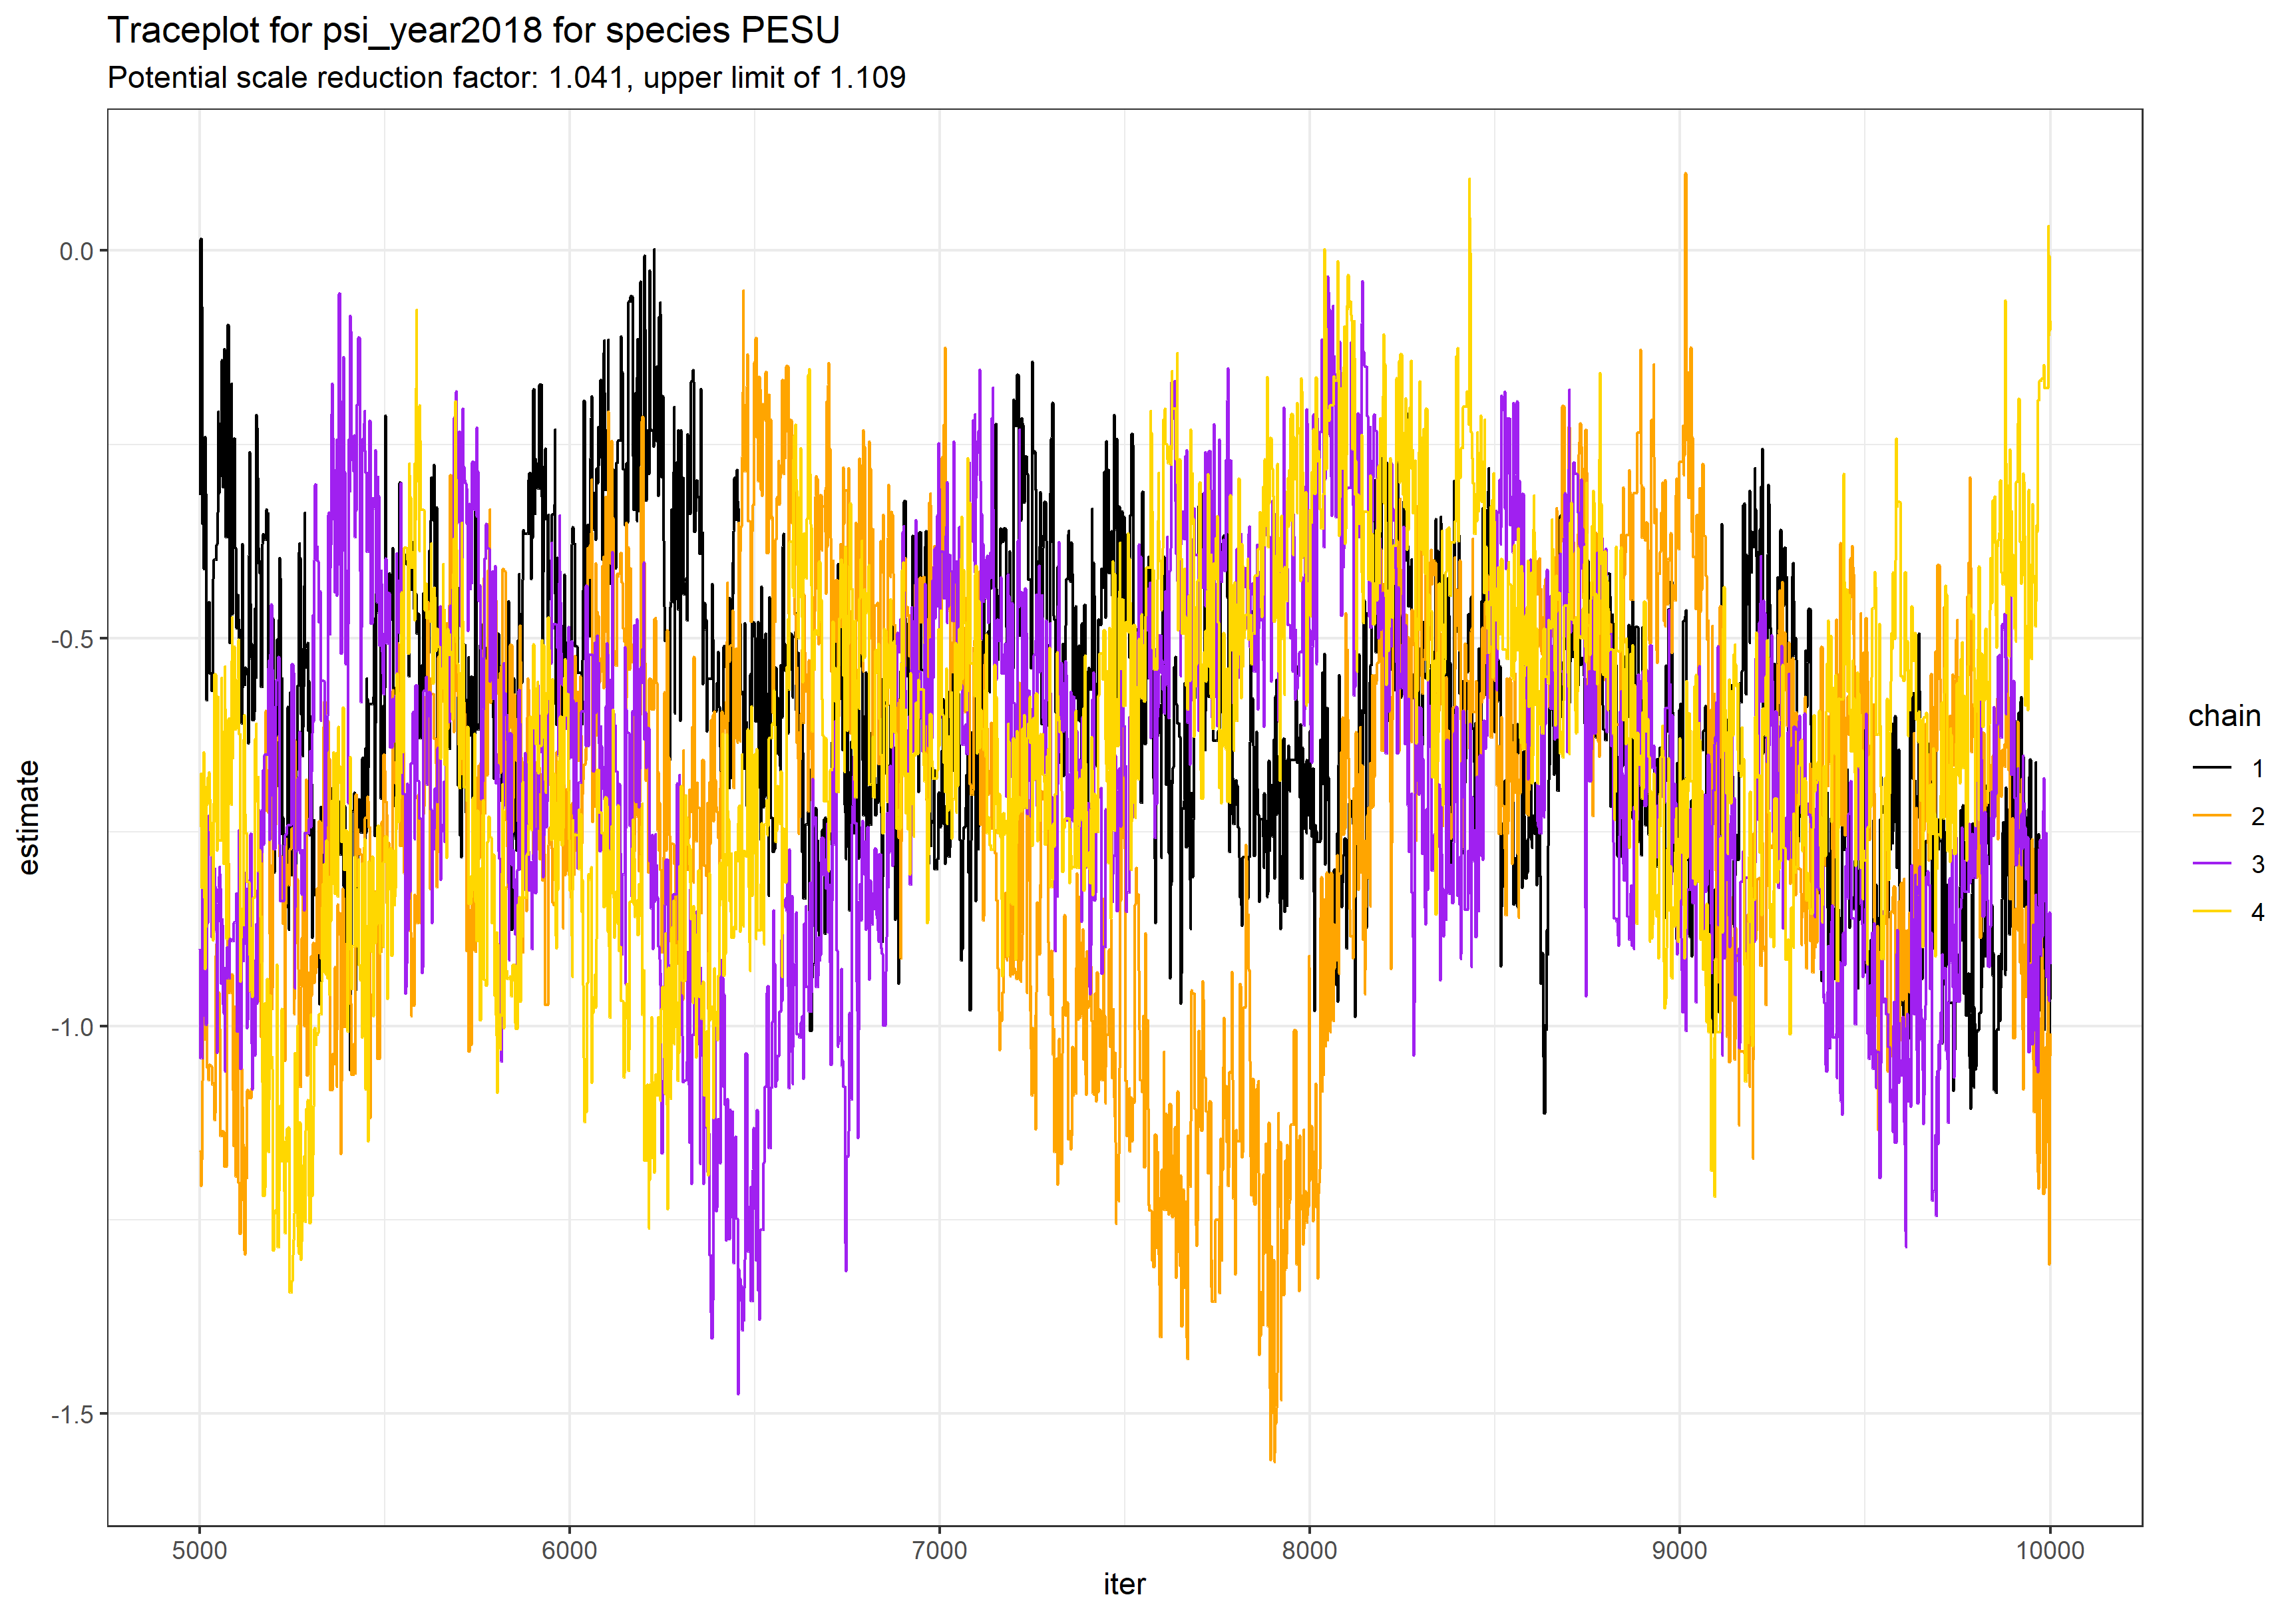 Traceplot for psi_year2018 for species PESU
Potential scale reduction factor: 1.041, upper limit of 1.109
0.0
-0.5
-1.0
-1.5
estimate
5000 6000 7000 8000 9000 10000
iter
chain
1
2
3
4